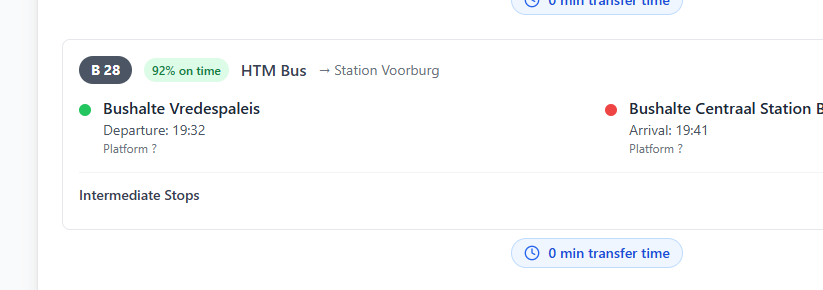 0 min transfer time
B 28 92% on time HTM Bus → Station Voorburg
Bushalte Vredespaleis
Departure: 19:32
Platform ?
Bushalte Centraal Station B
Arrival: 19:41
Platform ?
Intermediate Stops
0 min transfer time